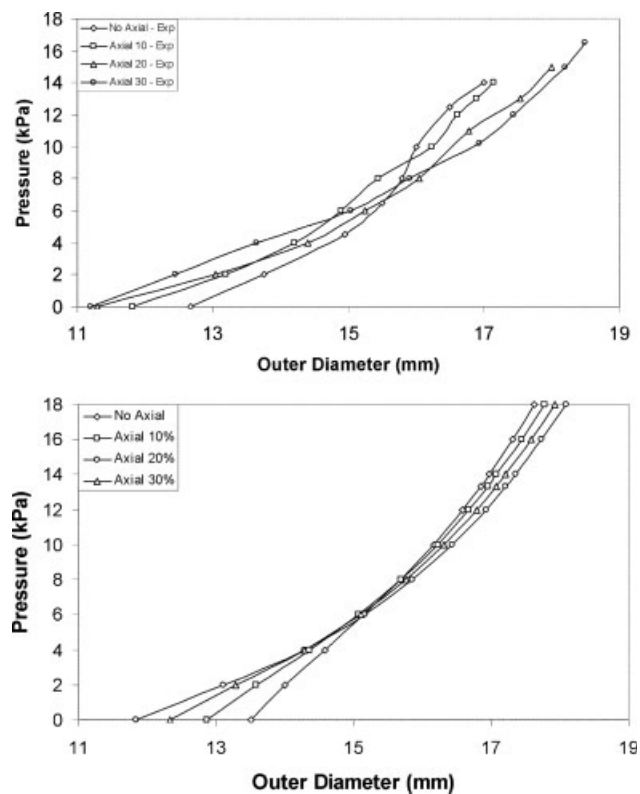 18
16
14
12
10
8
6
4
2
0
Pressure (kPa)
No Axial - Exp
Axial 10 - Exp
Axial 20 - Exp
Axial 30 - Exp
11 13 15 17 19
Outer Diameter (mm)
18
16
14
12
10
8
6
4
2
0
Pressure (kPa)
No Axial
Axial 10%
Axial 20%
Axial 30%
11 13 15 17 19
Outer Diameter (mm)